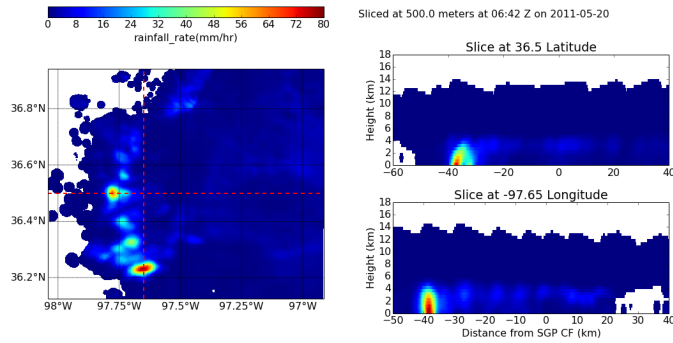 0 8 16 24 32 40 48 56 64 72 80
rainfall_rate(mm/hr)
36.8°N
36.6°N
36.4°N
36.2°N
98°W 97.75°W 97.5°W 97.25°W 97°W
Sliced at 500.0 meters at 06:42 Z on 2011-05-20
Slice at 36.5 Latitude
Height (km)
18
16
14
12
10
8
6
4
2
0
-60 -40 -20 0 20 40
Slice at -97.65 Longitude
Height (km)
18
16
14
12
10
8
6
4
2
0
-50 -40 -30 -20 -10 0 10 20 30 40
Distance from SGP CF (km)